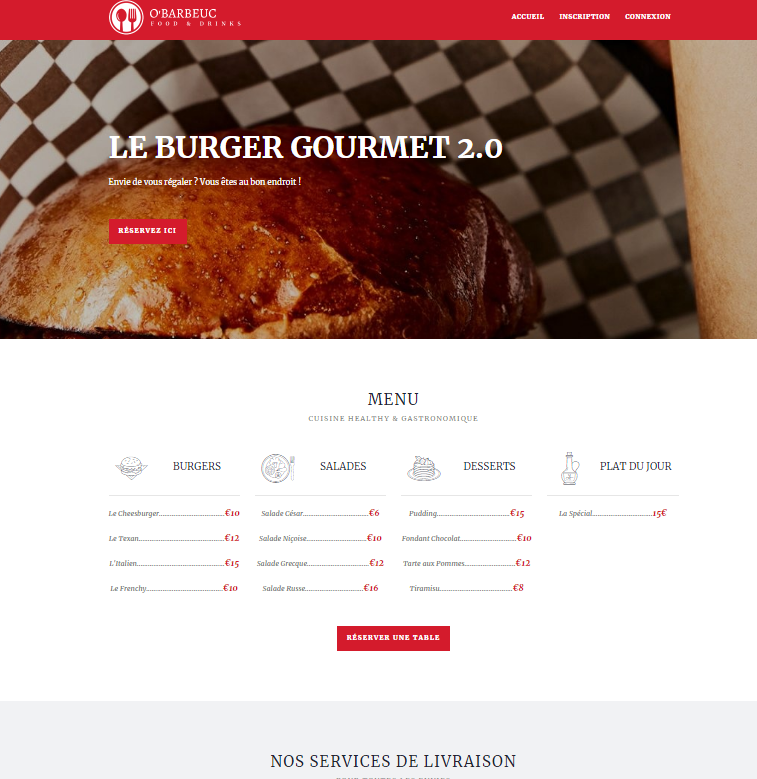 O'BARBEUC
FOOD & DRINKS
ACCUEIL INSCRIPTION CONNEXION
LE BURGER GOURMET 2.0
Envie de vous régaler ? Vous êtes au bon endroit !
RÉSERVEZ ICI
MENU
CUISINE HEALTHY & GASTRONOMIQUE
BURGERS
Le Cheesburger................................€10
Le Texan..........................................€12
L'Italien...........................................€15
Le Frenchy.....................................€10
SALADES
Salade César................................€6
Salade Niçoise.............................€10
Salade Grecque..............................€12
Salade Russe............................€16
DESSERTS
Pudding...................................€15
Fondant Chocolat............................€10
Tarte aux Pommes.........................€12
Tiramisu...................................€8
PLAT DU JOUR
La Spécial.............................15€
RÉSERVER UNE TABLE
NOS SERVICES DE LIVRAISON